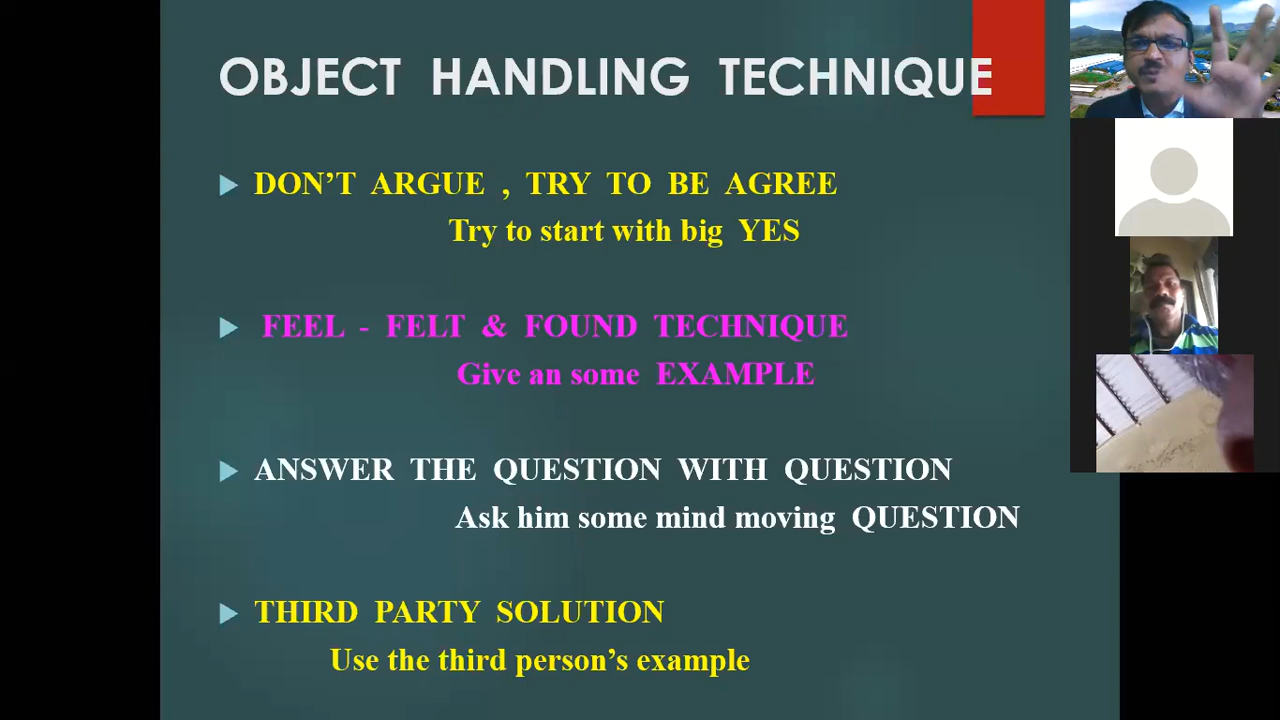 OBJECT HANDLING TECHNIQUE
DON'T ARGUE , TRY TO BE AGREE
Try to start with big YES
FEEL - FELT & FOUND TECHNIQUE
Give an some EXAMPLE
ANSWER THE QUESTION WITH QUESTION
Ask him some mind moving QUESTION
THIRD PARTY SOLUTION
Use the third person's example